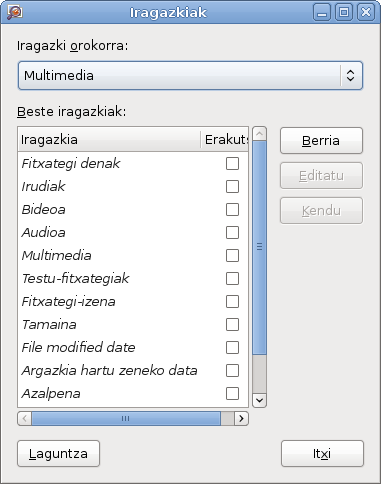 Iragazkiak
Iragazki orokorra:
Multimedia
Beste iragazkiak:
Iragazkia Erakuts
Fitxategi denak
Irudiak
Bideoa
Audioa
Multimedia
Testu-fitxategiak
Fitxategi-izena
Tamaina
File modified date
Argazkia hartu zeneko data
Azalpena
Berria
Editatu
Kendu
Laguntza
Itxi